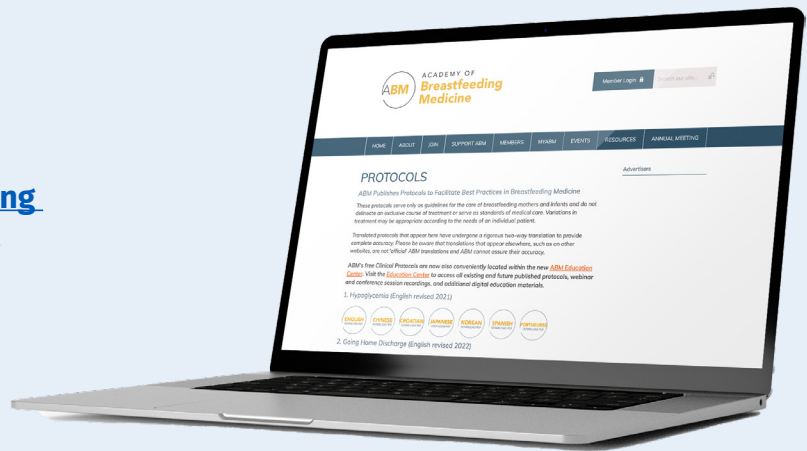 ng
ABM
ACADEMY OF
Breastfeeding
Medicine
Member Login
HOME ABOUT JOIN SUPPORT ABM MEMBERS MYABM EVENTS RESOURCES ANNUAL MEETING
PROTOCOLS
Advertisers
ABM Publishes Protocols to Facilitate Best Practices in Breastfeeding Medicine
These protocols serve only as guidelines for the care of breastfeeding mothers and infants and do not
delineate an exclusive course of treatment or serve as standards of medical care. Variations in
treatment may be appropriate according to the needs of an individual patient.
Translated protocols that appear here have undergone a rigorous two-way translation to provide
complete accuracy. Please be aware that translations that appear elsewhere, such as on other
websites, are not 'official' ABM translations and ABM cannot assure their accuracy.
ABM's free Clinical Protocols are now also conveniently located within the new ABM Education
Center. Visit the Education Center to access all existing and future published protocols, webinar
and conference session recordings, and additional digital education materials.
1. Hypoglycemia (English revised 2021)
ENGLISH CHINESE CROATIAN JAPANESE KOREAN SPANISH PORTUGUESE
2. Going Home Discharge (English revised 2022)